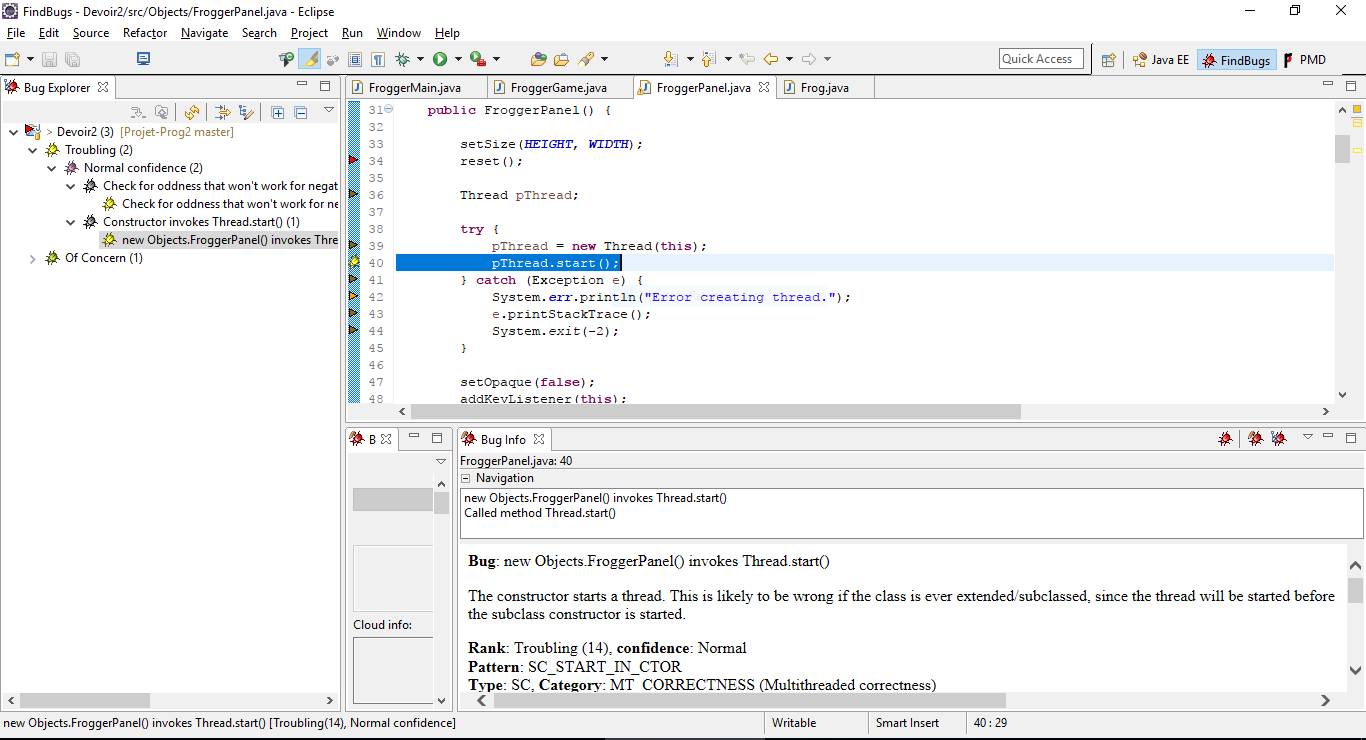 FindBugs - Devoir2/src/Objects/FroggerPanel.java - Eclipse
File Edit Source Refactor Navigate Search Project Run Window Help
Quick Access Java EE FindBugs PMD
Bug Explorer
> Devoir2 (3) [Projet-Prog2 master]
Troubling (2)
Normal confidence (2)
Check for oddness that won't work for negat
Check for oddness that won't work for ne
Constructor invokes Thread.start() (1)
new Objects.FroggerPanel() invokes Thre
Of Concern (1)
FroggerMain.java FroggerGame.java FroggerPanel.java Frog.java
31 public FroggerPanel() {
32
33 setSize(HEIGHT, WIDTH);
34 reset();
35
36 Thread pThread;
37
38 try {
39 pThread = new Thread(this);
40 pThread.start();
41 } catch (Exception e) {
42 System.err.println("Error creating thread.");
43 e.printStackTrace();
44 System.exit(-2);
45 }
46
47 setOpaque(false);
48 addKeyListener(this);
B
Cloud info:
Bug Info
FroggerPanel.java: 40
Navigation
new Objects.FroggerPanel() invokes Thread.start()
Called method Thread.start()
Bug: new Objects.FroggerPanel() invokes Thread.start()
The constructor starts a thread. This is likely to be wrong if the class is ever extended/subclassed, since the thread will be started before
the subclass constructor is started.
Rank: Troubling (14), confidence: Normal
Pattern: SC_START_IN_CTOR
Type: SC, Category: MT_CORRECTNESS (Multithreaded correctness)
new Objects.FroggerPanel() invokes Thread.start() [Troubling(14), Normal confidence] Writable Smart Insert 40 : 29